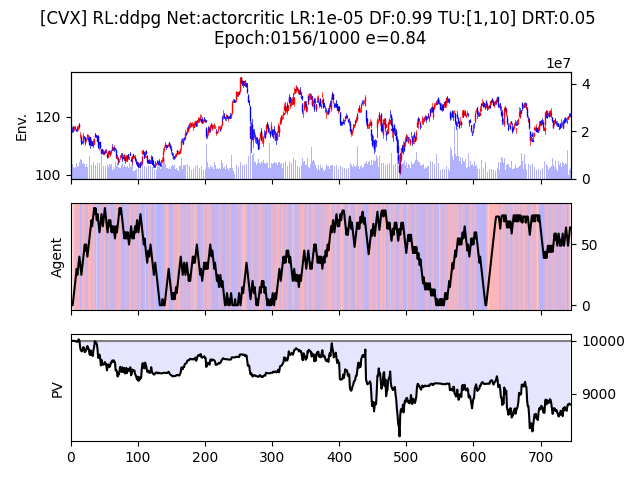 [CVX] RL:ddpg Net:actorcritic LR:1e-05 DF:0.99 TU:[1,10] DRT:0.05
Epoch:0156/1000 e=0.84
1e7
Env.
120
100
4
2
0
Agent
50
0
PV
10000
9000
0
100
200
300
400
500
600
700